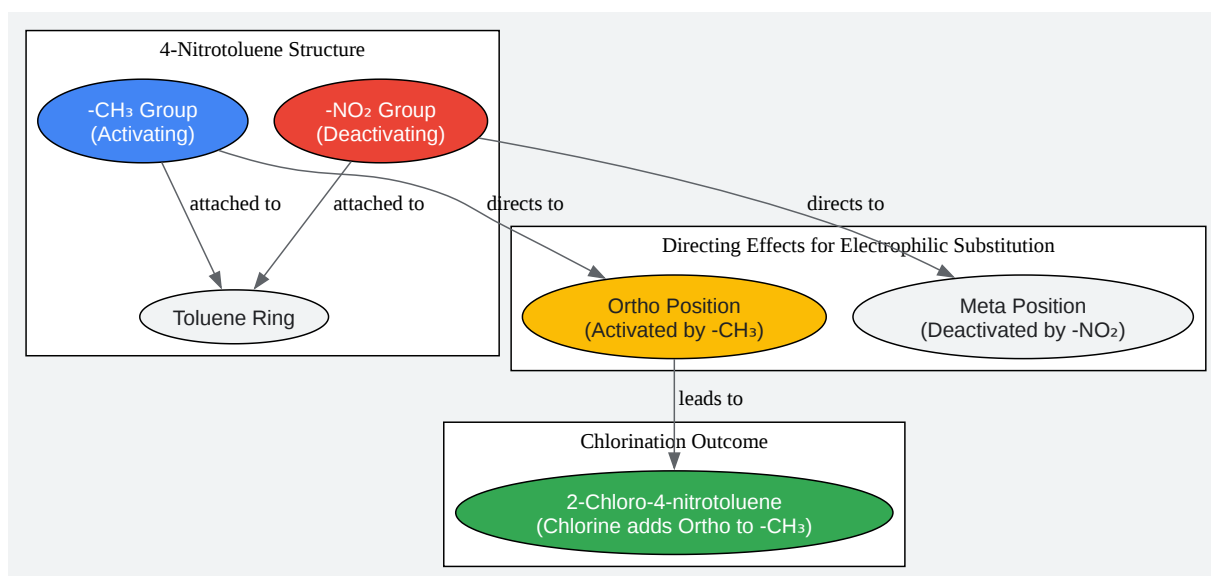 4-Nitrotoluene Structure
-CH₃ Group
(Activating)
-NO₂ Group
(Deactivating)
attached to
attached to
directs to
directs to
Toluene Ring
Directing Effects for Electrophilic Substitution
Ortho Position
(Activated by -CH₃)
Meta Position
(Deactivated by -NO₂)
leads to
Chlorination Outcome
2-Chloro-4-nitrotoluene
(Chlorine adds Ortho to -CH₃)